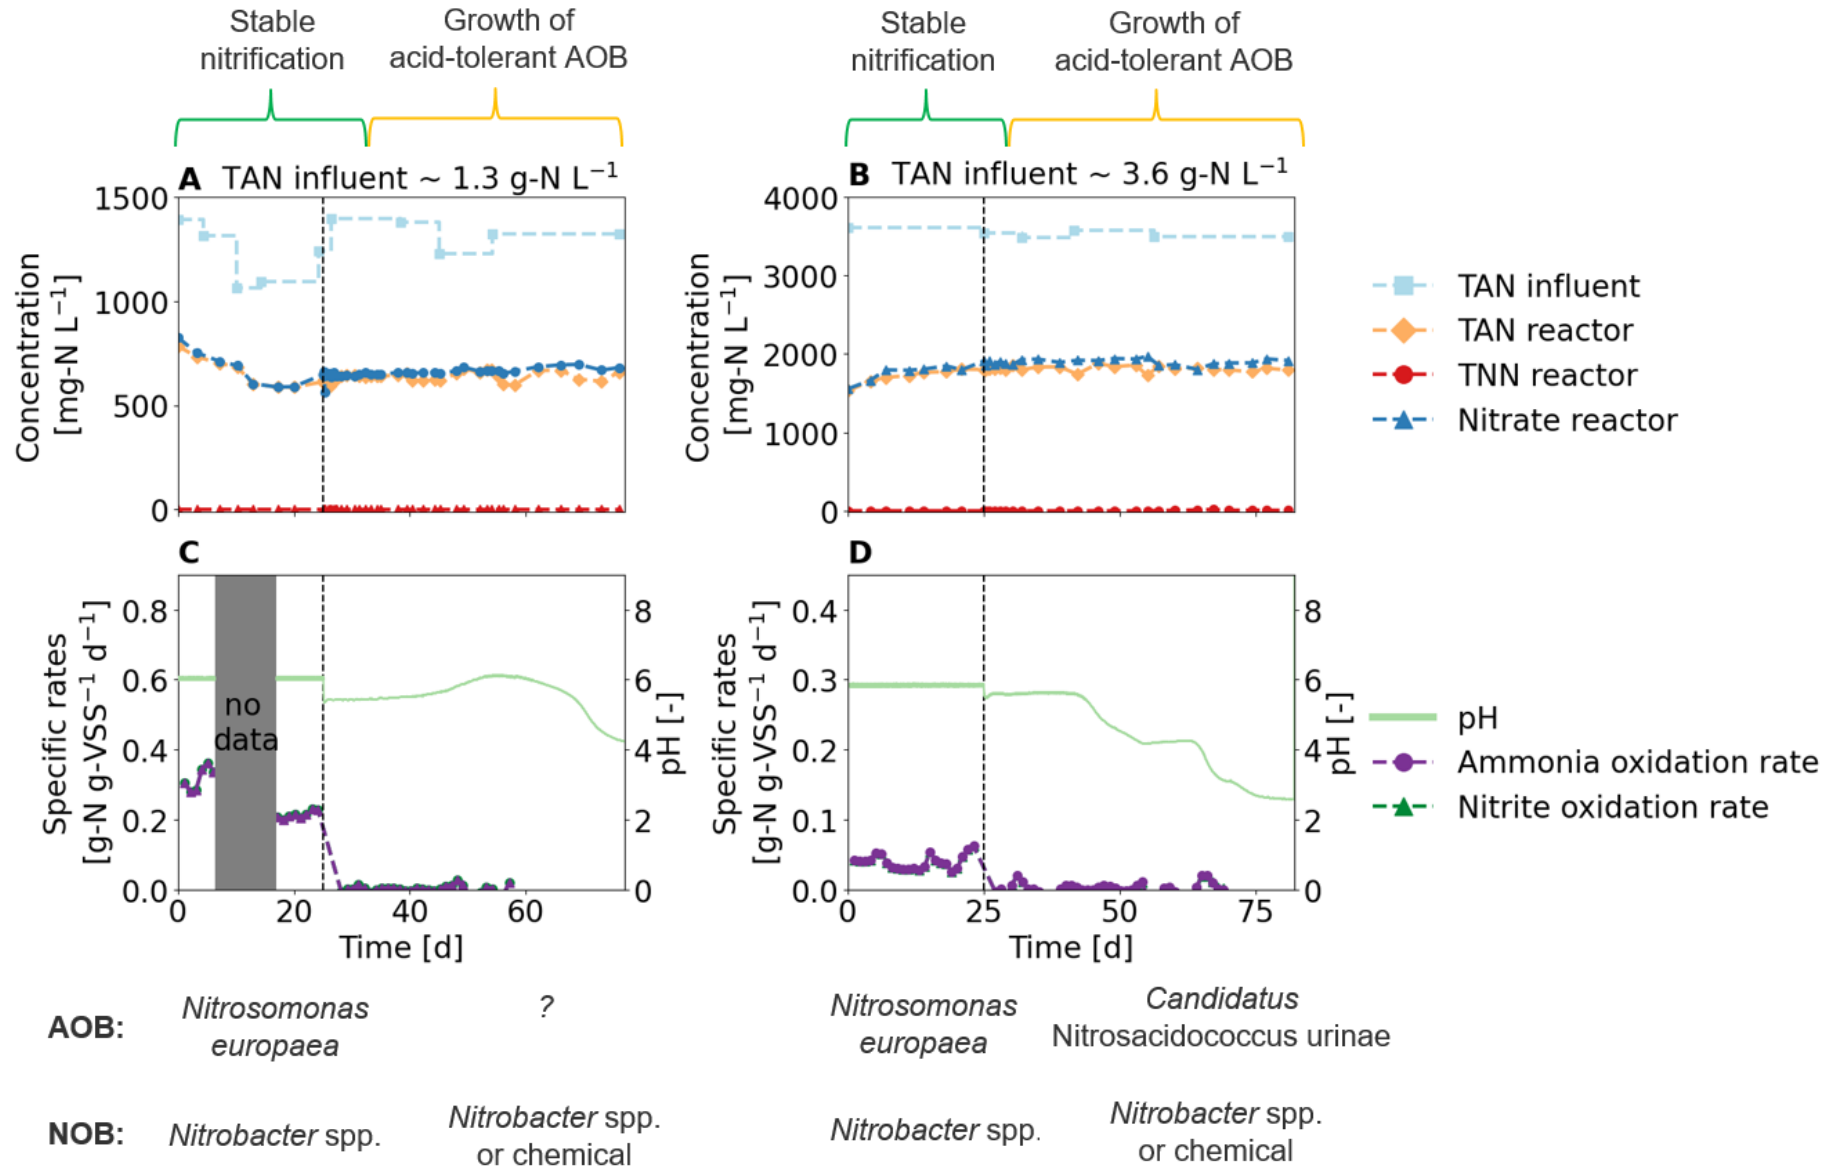 Stable
nitrification
Growth of
acid-tolerant AOB
Stable
nitrification
Growth of
acid-tolerant AOB
A TAN influent ~ 1.3 g-N L⁻¹
1500
1000
500
0
Concentration
[mg-N L⁻¹]
B TAN influent ~ 3.6 g-N L⁻¹
4000
3000
2000
1000
0
Concentration
[mg-N L⁻¹]
TAN influent
TAN reactor
TNN reactor
Nitrate reactor
C
0.8
0.6
0.4
0.2
0.0
Specific rates
[g-N g-VSS⁻¹ d⁻¹]
no
data
8
6
4
2
0
pH [-]
0 20 40 60
Time [d]
D
0.4
0.3
0.2
0.1
0.0
Specific rates
[g-N g-VSS⁻¹ d⁻¹]
8
6
4
2
0
pH [-]
0 25 50 75
Time [d]
pH
Ammonia oxidation rate
Nitrite oxidation rate
AOB:
Nitrosomonas
europaea
?
Nitrosomonas
europaea
Candidatus
Nitrosacidococcus urinae
NOB:
Nitrobacter spp.
Nitrobacter spp.
or chemical
Nitrobacter spp.
Nitrobacter spp.
or chemical